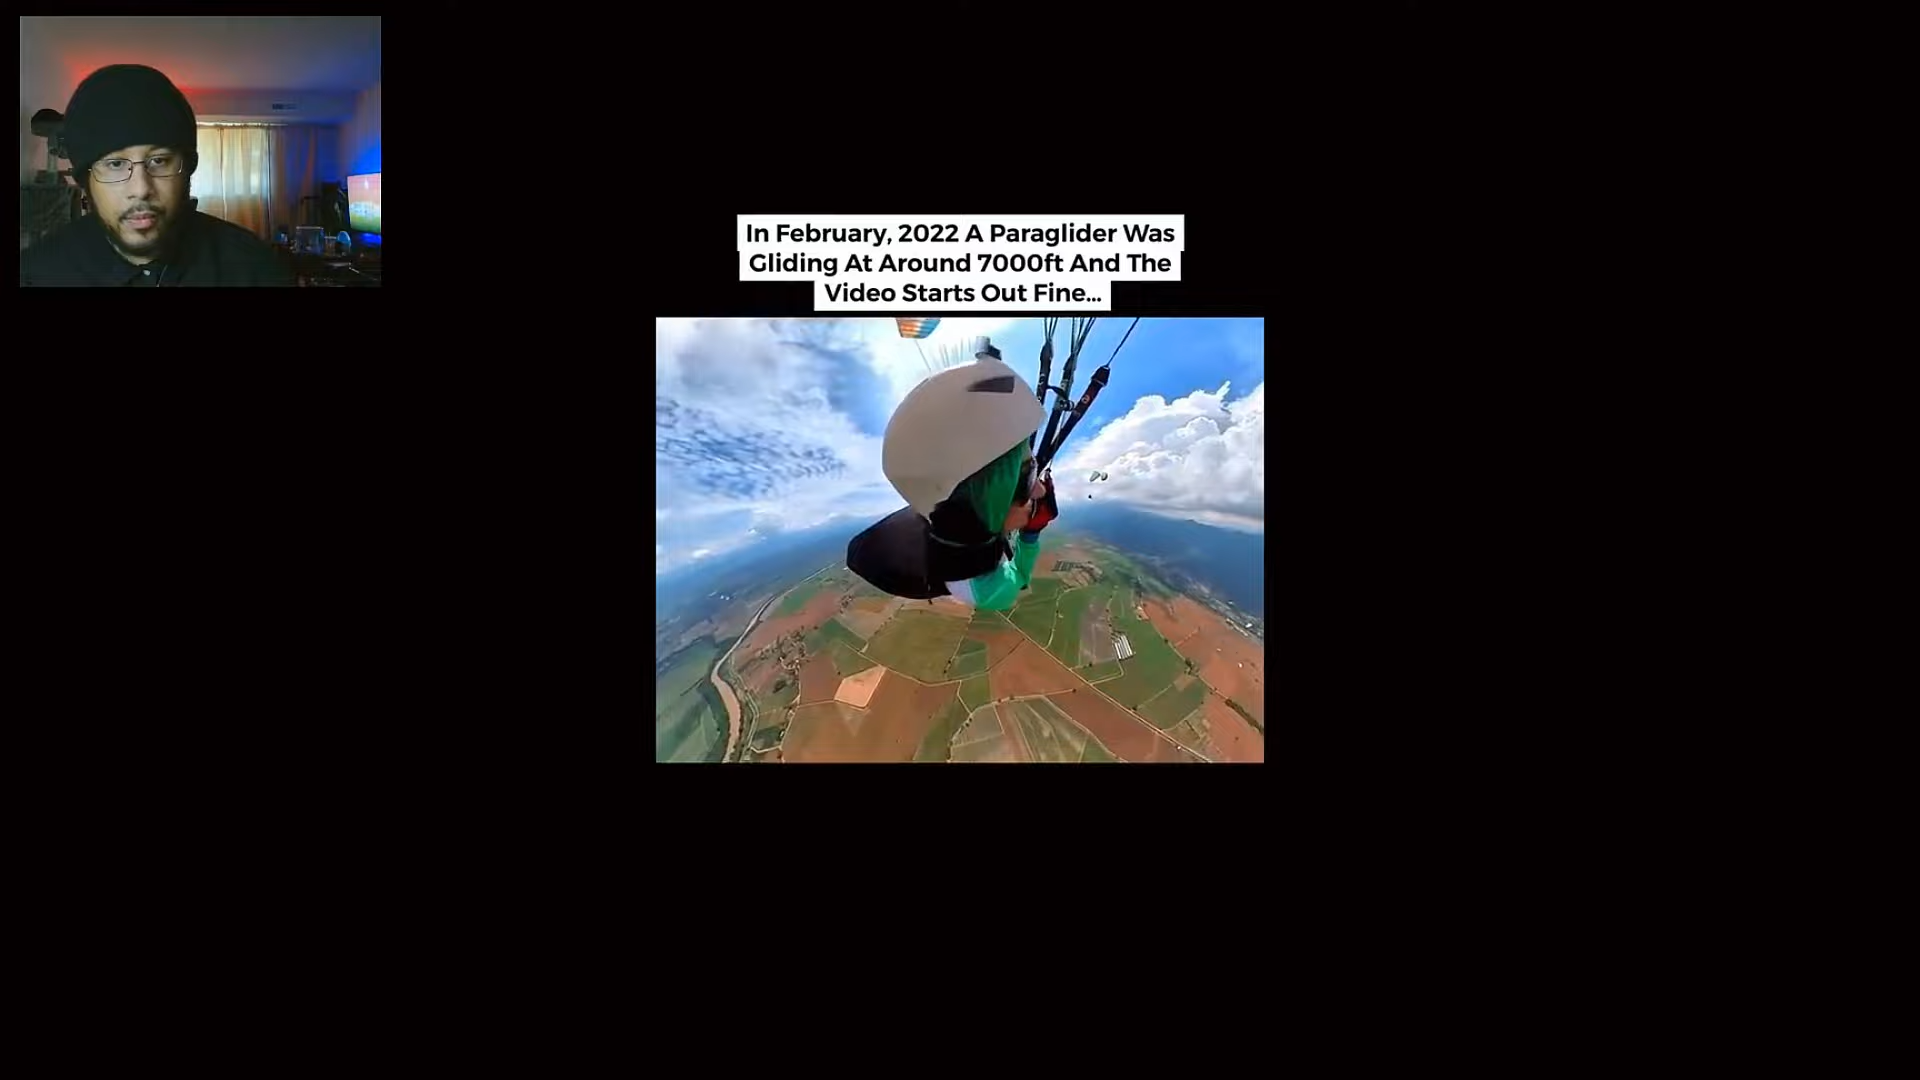 In February, 2022 A Paraglider Was
Gliding At Around 7000ft And The
Video Starts Out Fine...